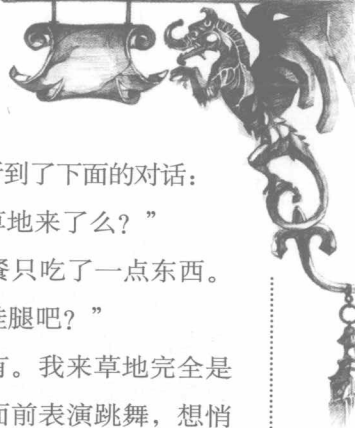 到了下面的对话：
草地来了么？”
餐只吃了一点东西。
腿吧？”
有。我来草地完全是
面前表演跳舞，想悄